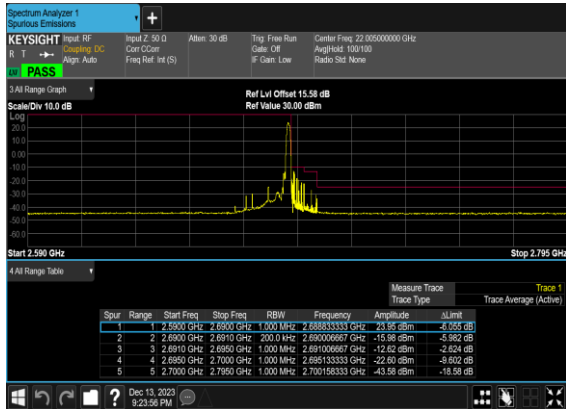 Spectrum Analyzer 1
Spurious Emissions
KEYSIGHT Input: RF Input Z: 50 Ω Atten: 30 dB Trig: Free Run Center Freq: 22.005000000 GHz
R T Coupling: DC Corr CCorr Gate: Off Avg|Hold: 100/100
Align: Auto Freq Ref: Int (S) IF Gain: Low Radio Std: None
PASS
3 All Range Graph
Ref Lvl Offset 15.58 dB
Scale/Div 10.0 dB Ref Value 30.00 dBm
Log
20.0
10.0
0.00
-10.0
-20.0
-30.0
-40.0
-50.0
-60.0
Start 2.590 GHz Stop 2.795 GHz
4 All Range Table
Measure Trace Trace 1
Trace Type Trace Average (Active)
Spur Range Start Freq Stop Freq RBW Frequency Amplitude ΔLimit
1 1 2.5900 GHz 2.6900 GHz 1.000 MHz 2.688833333 GHz 23.95 dBm -6.055 dB
2 2 2.6900 GHz 2.6910 GHz 200.0 kHz 2.690006667 GHz -15.98 dBm -5.982 dB
3 3 2.6910 GHz 2.6950 GHz 1.000 MHz 2.691006667 GHz -12.62 dBm -2.624 dB
4 4 2.6950 GHz 2.7000 GHz 1.000 MHz 2.695133333 GHz -22.60 dBm -9.602 dB
5 5 2.7000 GHz 2.7950 GHz 1.000 MHz 2.700158333 GHz -43.58 dBm -18.58 dB
Dec 13, 2023
9:23:56 PM